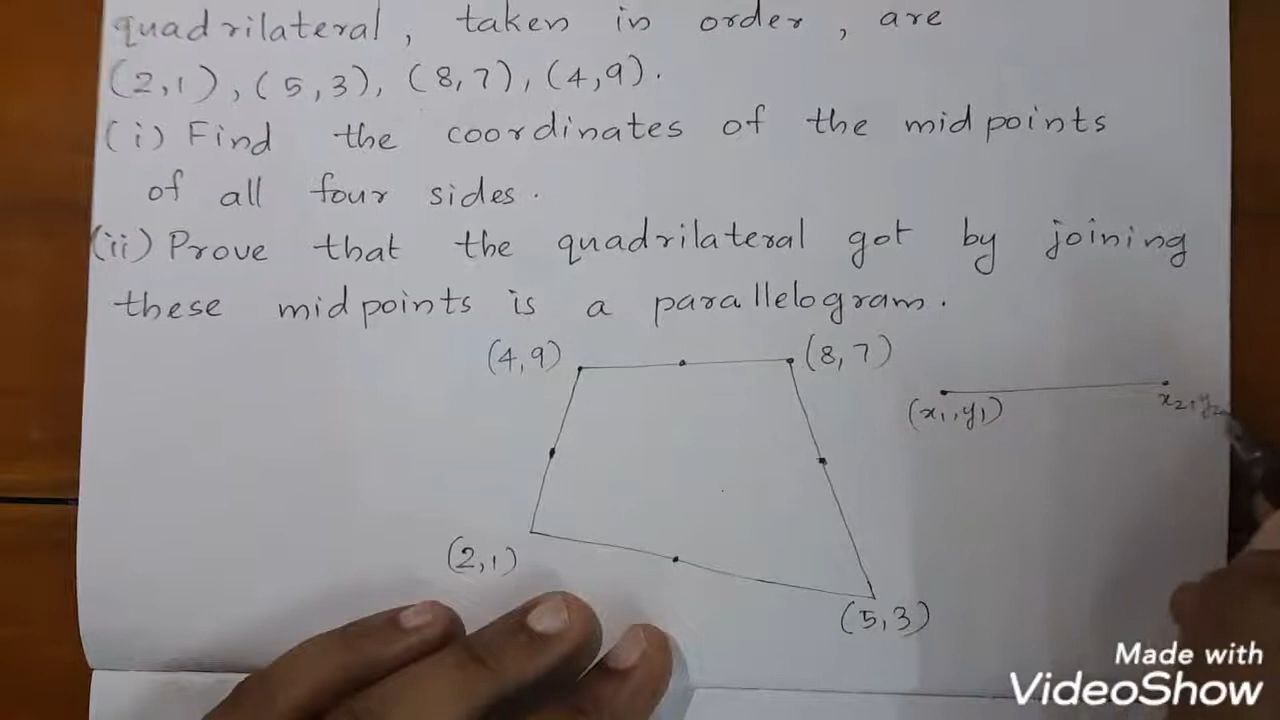 quadrilateral, taken in order, are
(2,1), (5,3), (8,7), (4,9).
(i) Find the coordinates of the midpoints
of all four sides.
(ii) Prove that the quadrilateral got by joining
these midpoints is a parallelogram.
(4,9) (8,7)
(x₁,y₁) x₂,y₂
(2,1)
(5,3)
Made with
VideoShow